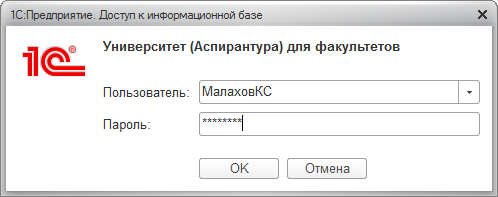 1С:Предприятие. Доступ к информационной базе
1С®
Университет (Аспирантура) для факультетов
Пользователь: МалаховКС
Пароль: ********
OK Отмена